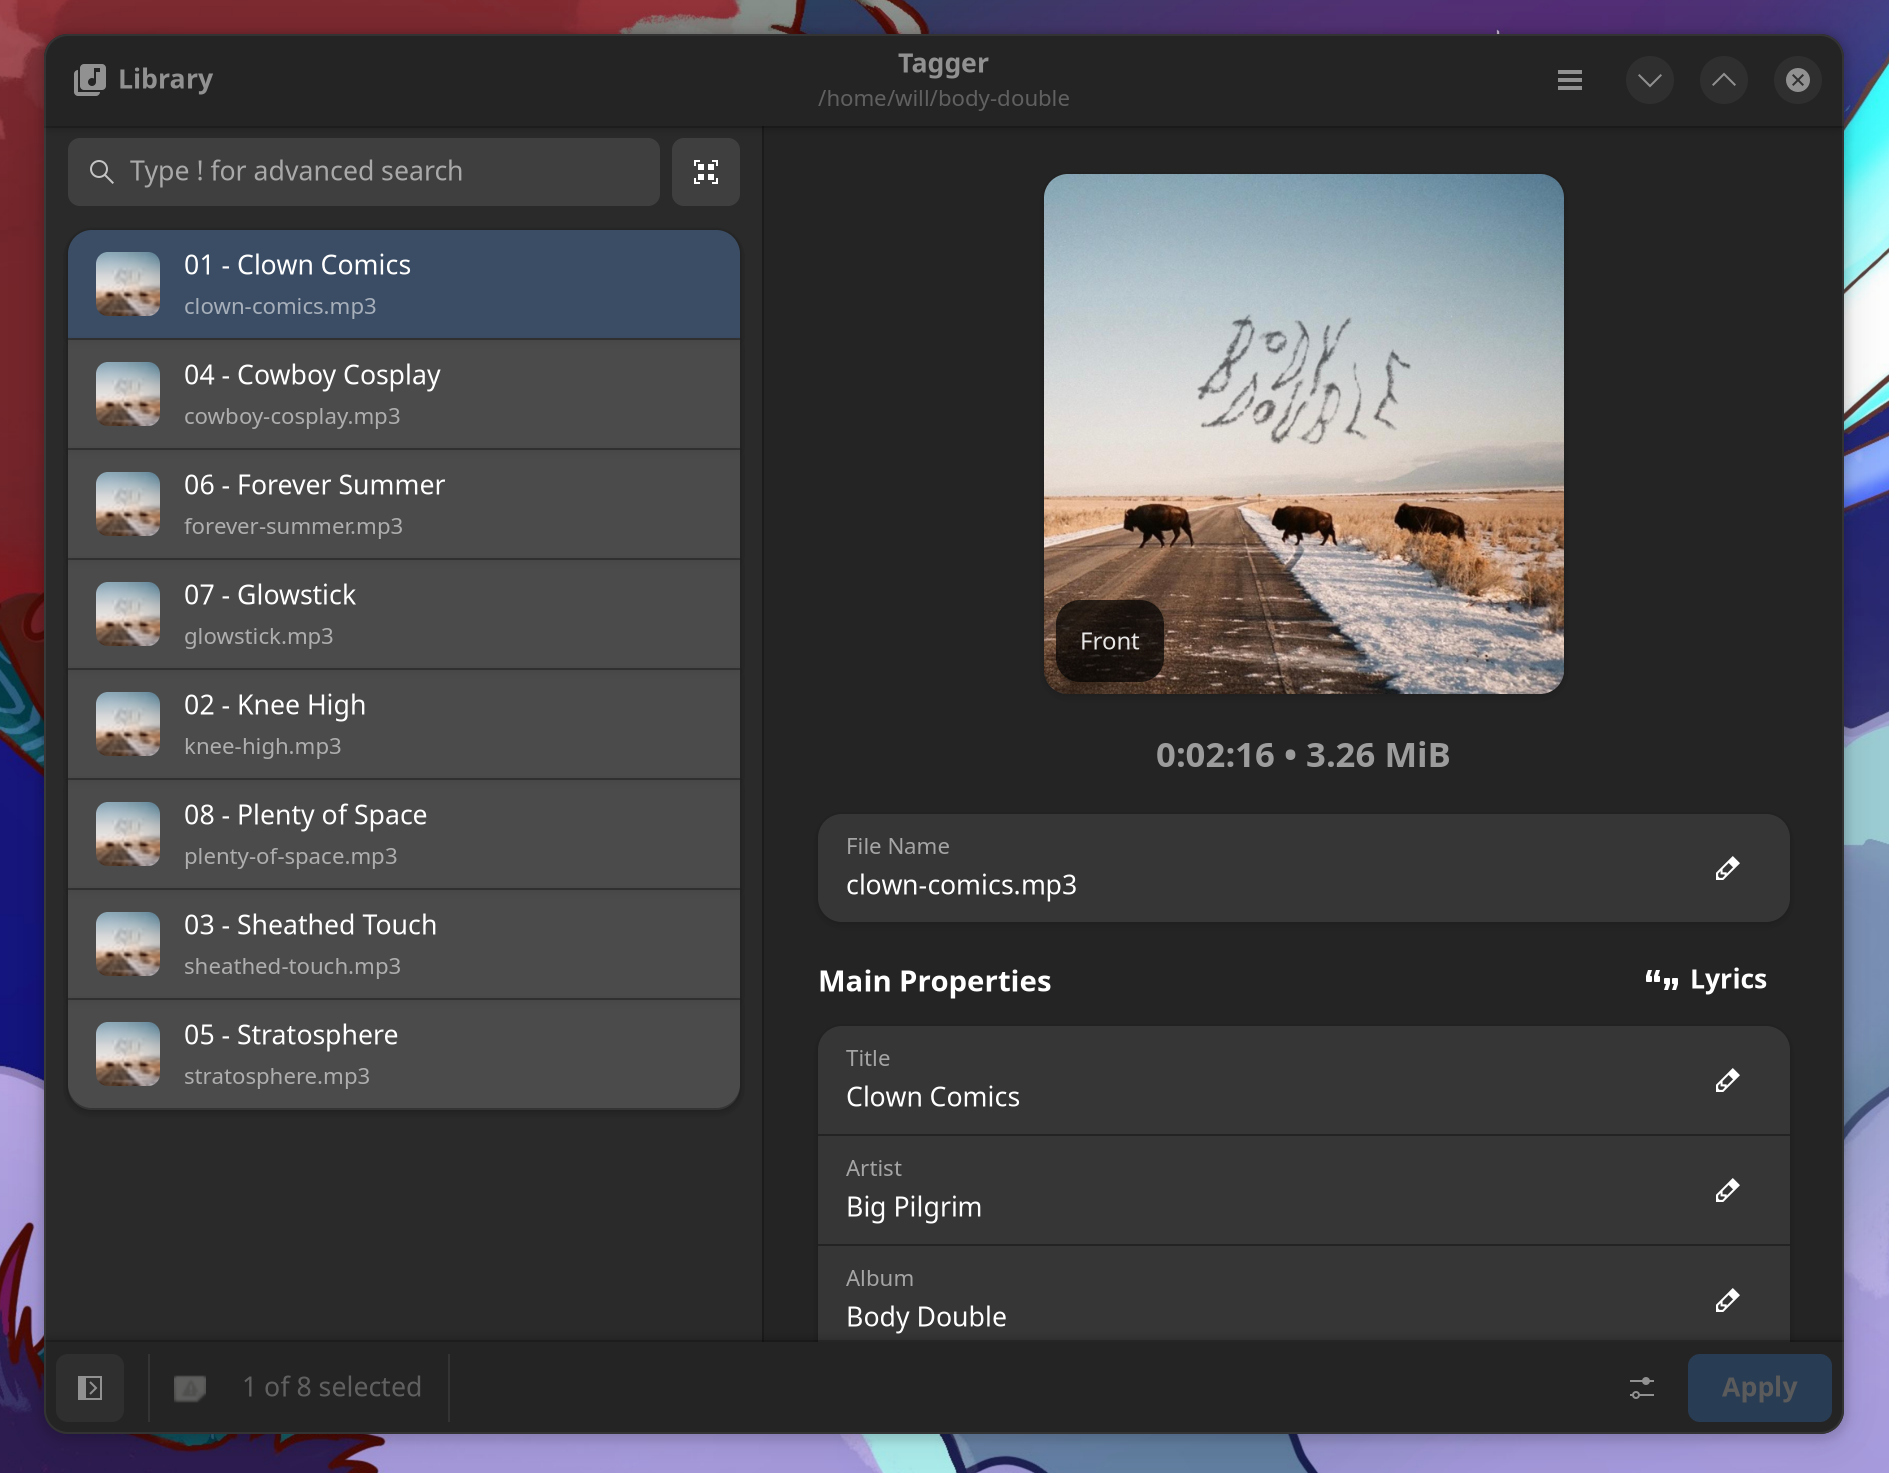 Library
Tagger
/home/will/body-double
Type ! for advanced search
01 - Clown Comics
clown-comics.mp3
04 - Cowboy Cosplay
cowboy-cosplay.mp3
06 - Forever Summer
forever-summer.mp3
07 - Glowstick
glowstick.mp3
02 - Knee High
knee-high.mp3
08 - Plenty of Space
plenty-of-space.mp3
03 - Sheathed Touch
sheathed-touch.mp3
05 - Stratosphere
stratosphere.mp3
BODY
DOUBLE
Front
0:02:16 • 3.26 MiB
File Name
clown-comics.mp3
Main Properties
Lyrics
Title
Clown Comics
Artist
Big Pilgrim
Album
Body Double
1 of 8 selected
Apply